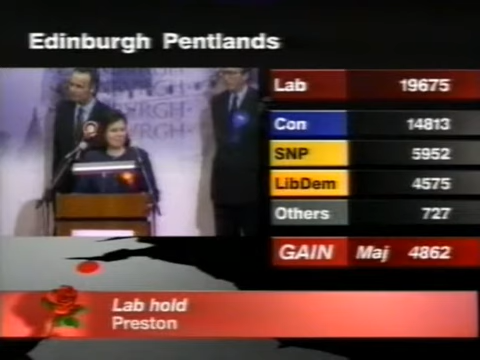 Edinburgh Pentlands
Lab 19675
Con 14813
SNP 5952
LibDem 4575
Others 727
GAIN Maj 4862
Lab hold
Preston